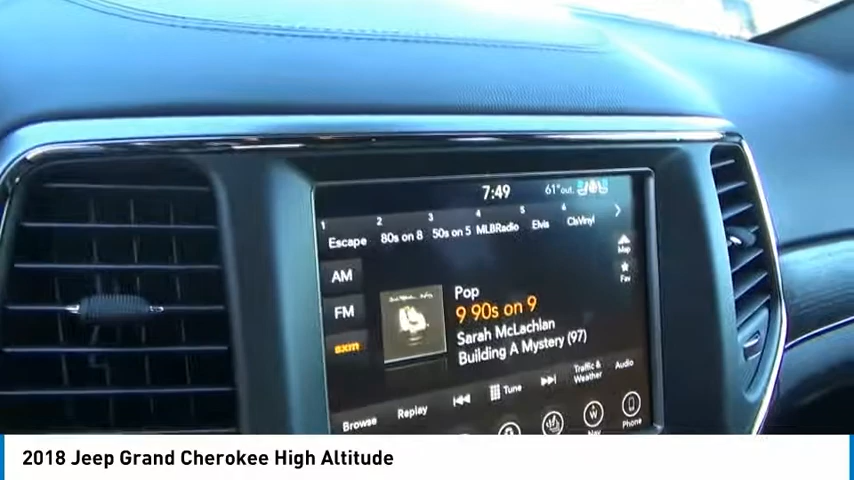 7:49
61° out
1 2 3 4 5 6
Escape 80s on 8 50s on 5 MLBRadio Elvis ClsVinyl
AM
Map
Fav
Pop
FM
9 90s on 9
Sarah McLachlan
sxm
Building A Mystery (97)
Browse Replay Tune Traffic & Weather Audio
Nav Phone
2018 Jeep Grand Cherokee High Altitude